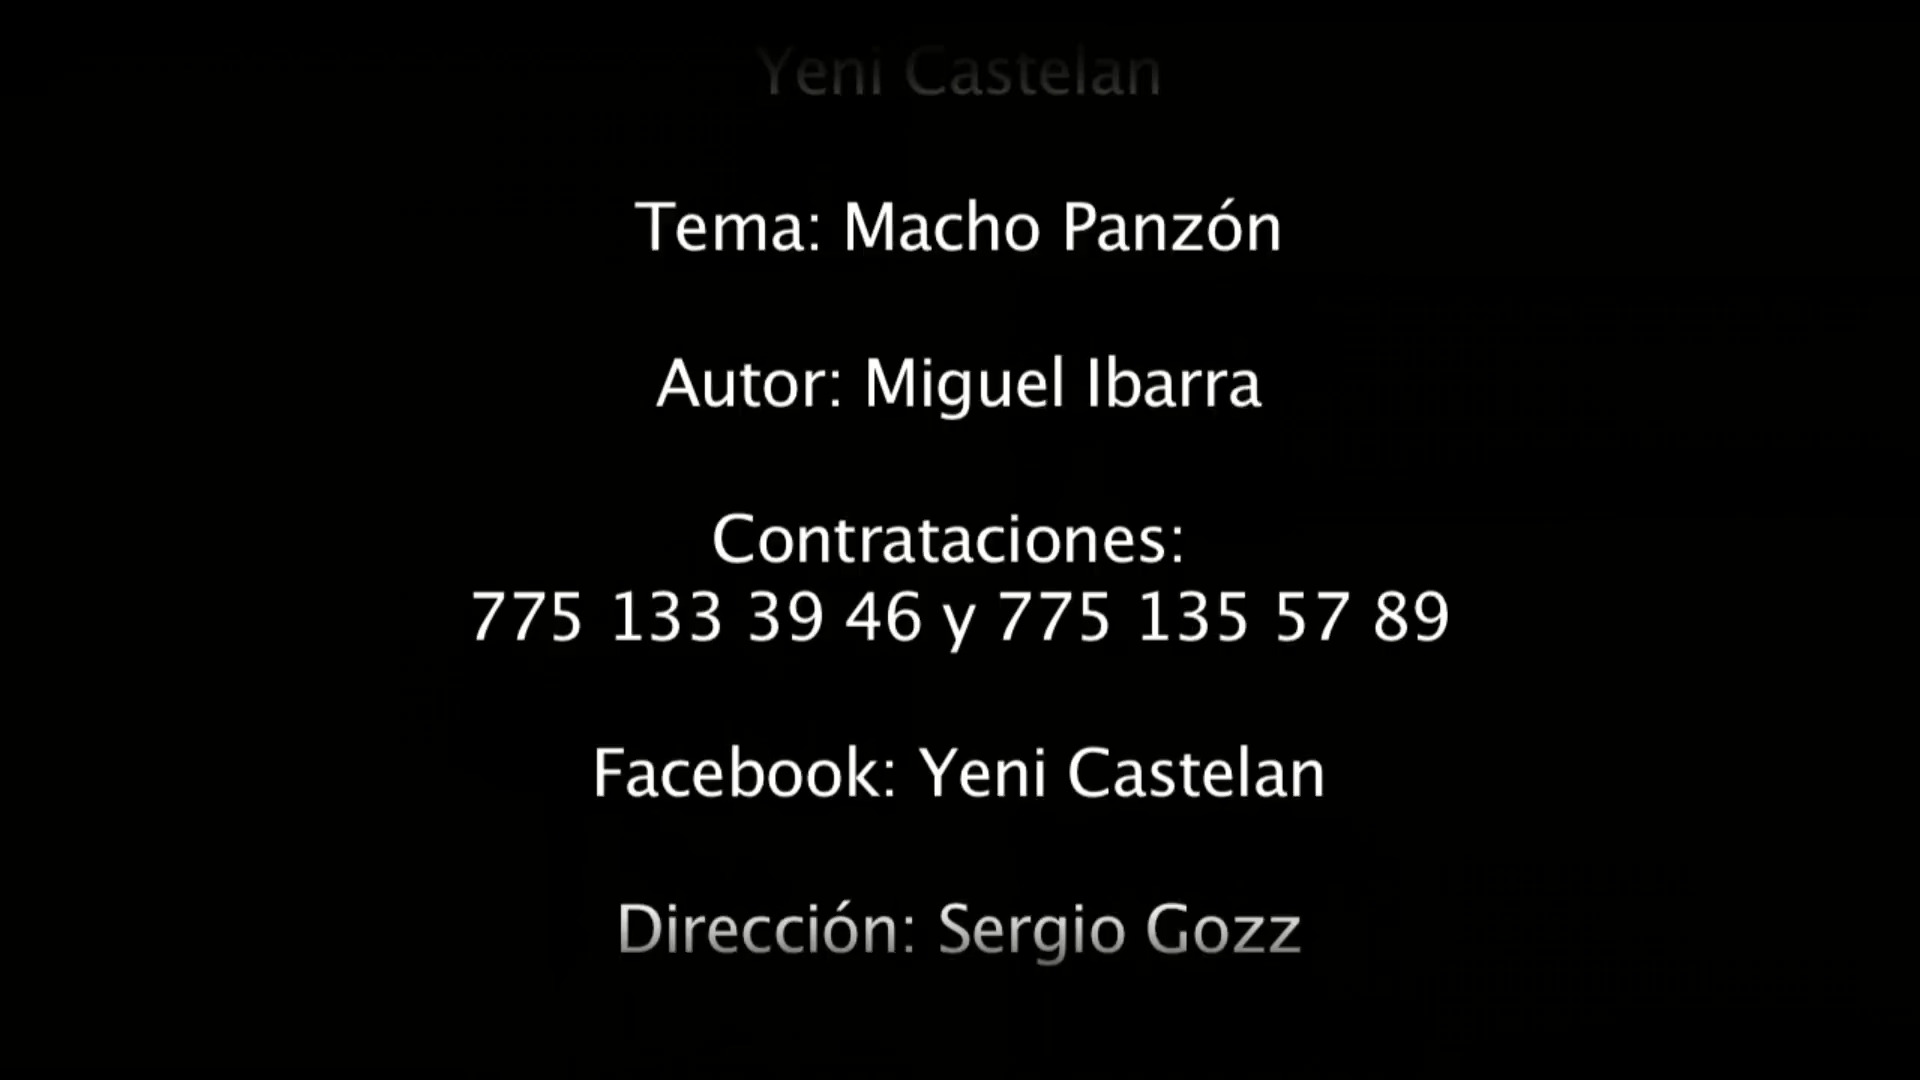 Yeni Castelan
Tema: Macho Panzón
Autor: Miguel Ibarra
Contrataciones:
775 133 39 46 y 775 135 57 89
Facebook: Yeni Castelan
Dirección: Sergio Gozz